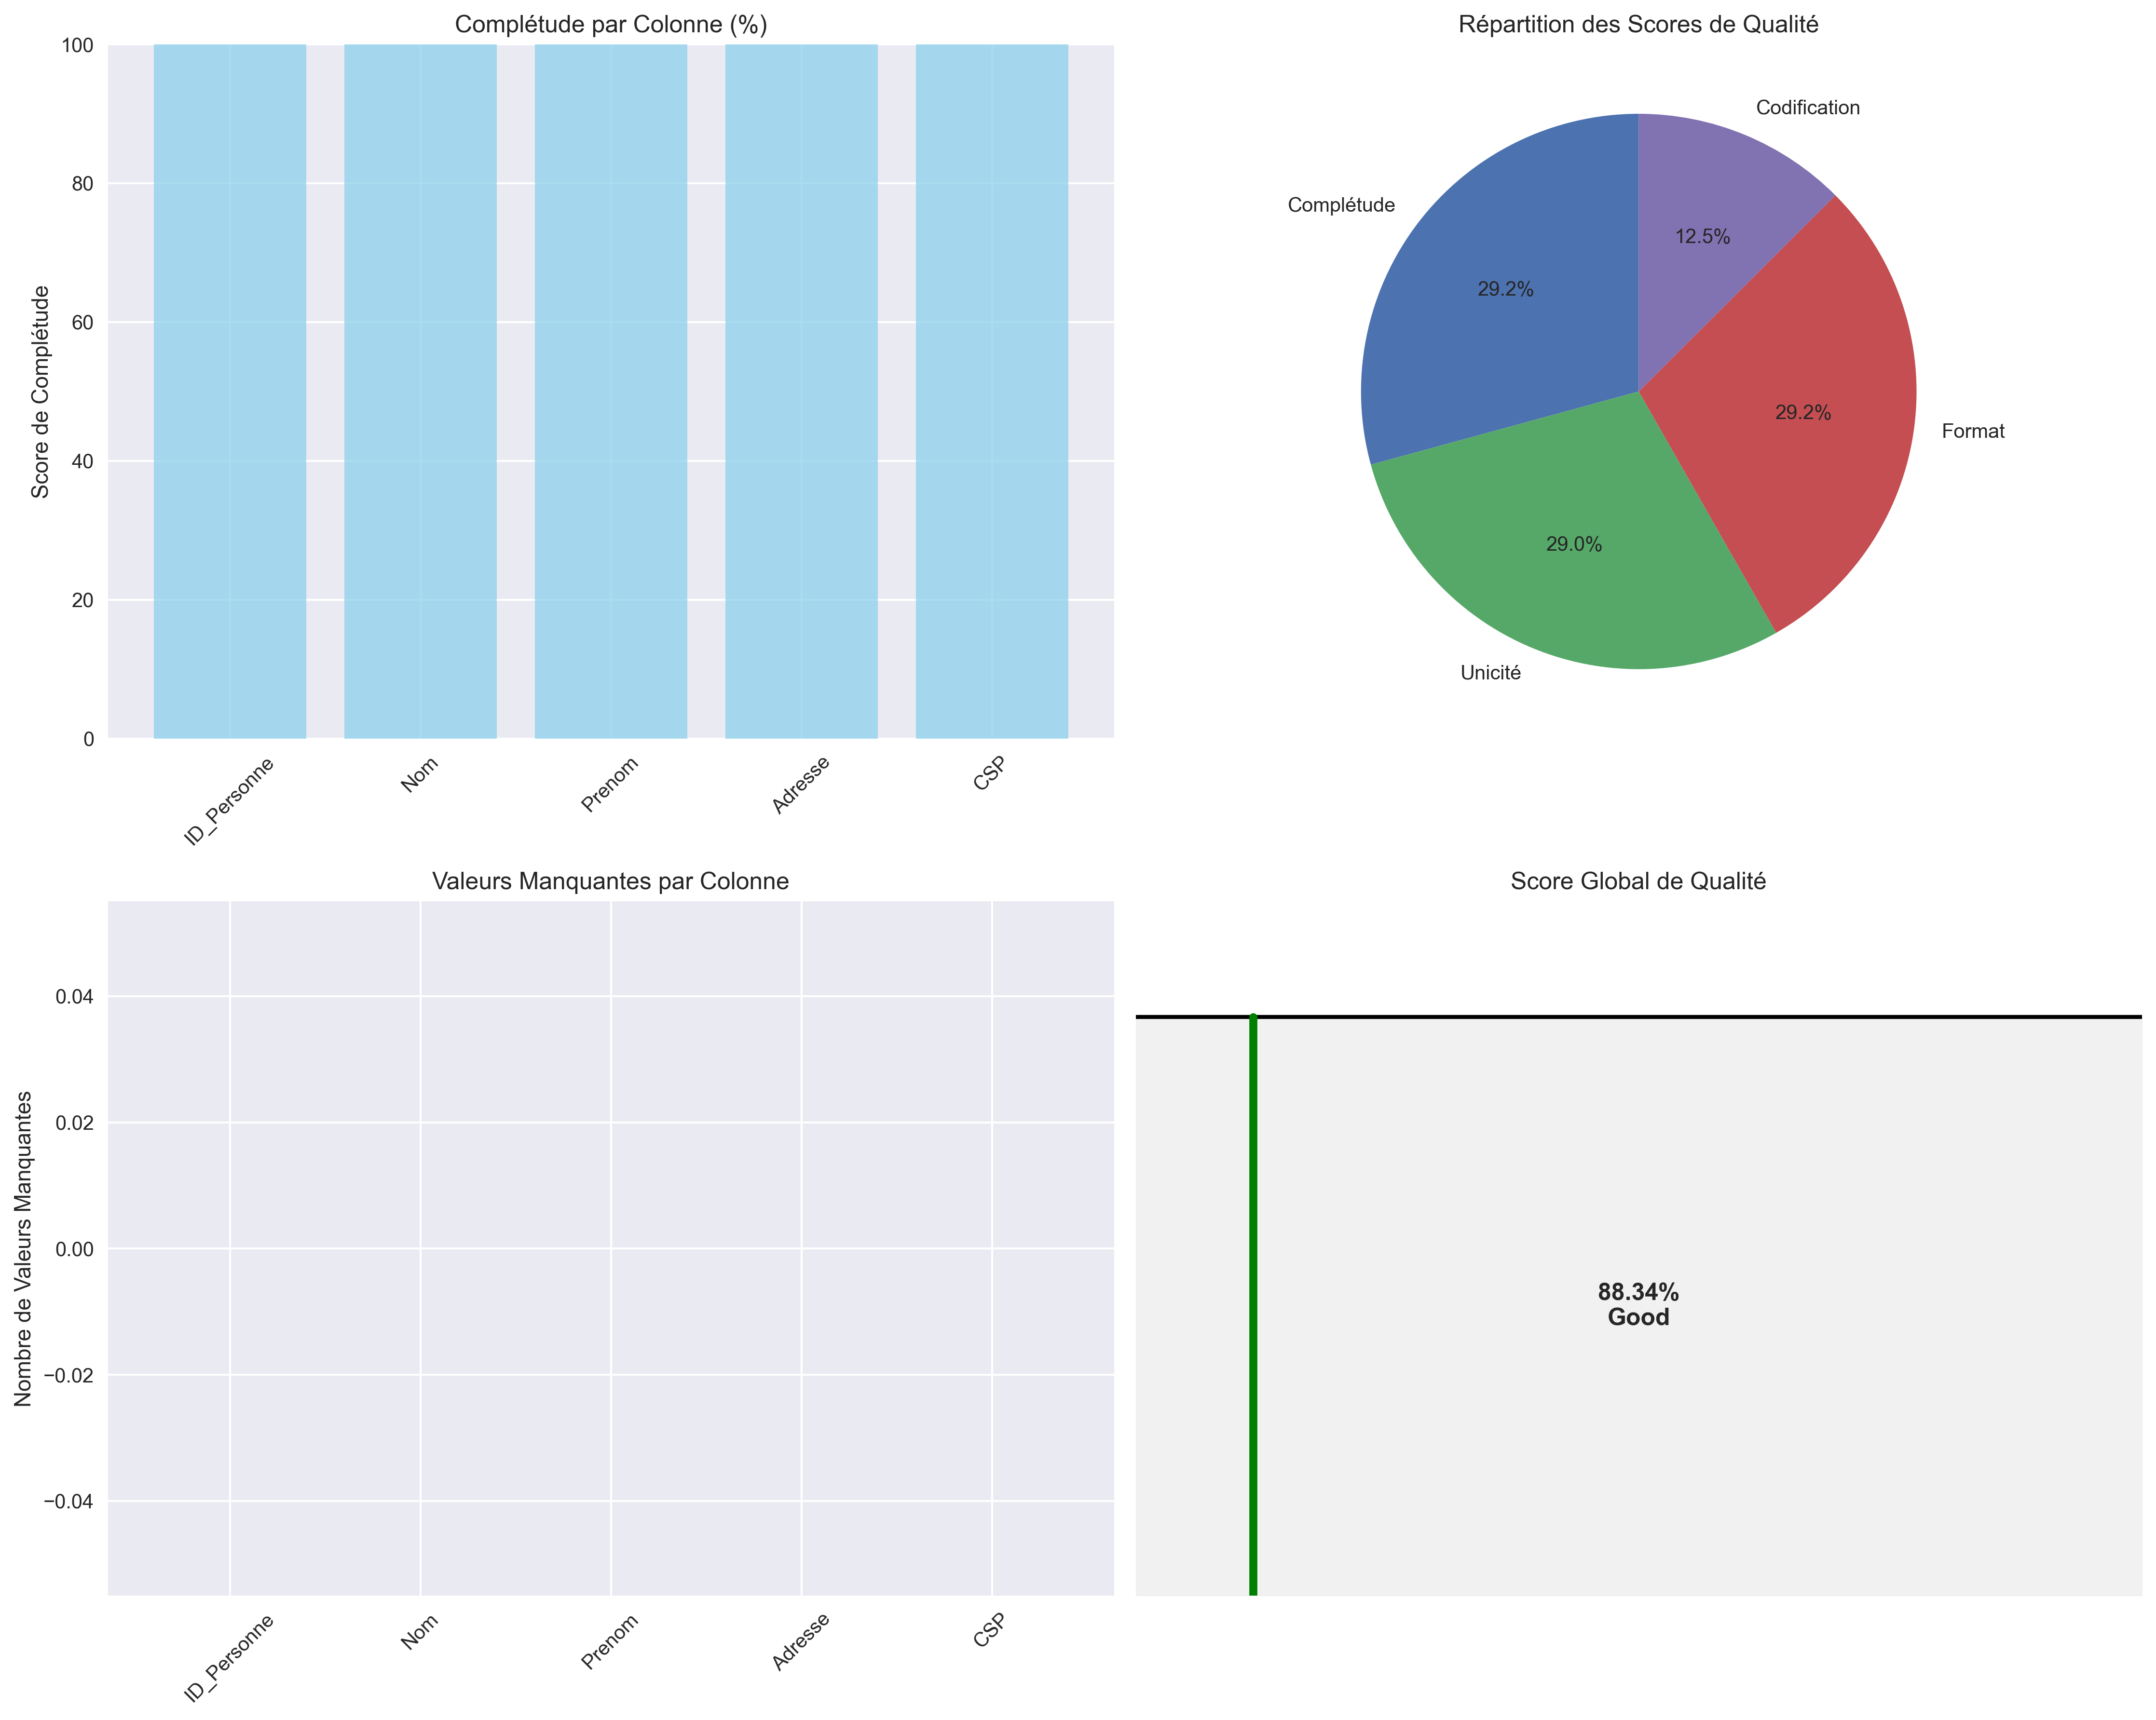 Complétude par Colonne (%)
100
80
60
40
20
0
Score de Complétude
ID_Personne
Nom
Prenom
Adresse
CSP
Répartition des Scores de Qualité
Codification
Complétude
12.5%
29.2%
29.2%
Format
29.0%
Unicité
Valeurs Manquantes par Colonne
0.04
0.02
0.00
−0.02
−0.04
Nombre de Valeurs Manquantes
ID_Personne
Nom
Prenom
Adresse
CSP
Score Global de Qualité
88.34%
Good